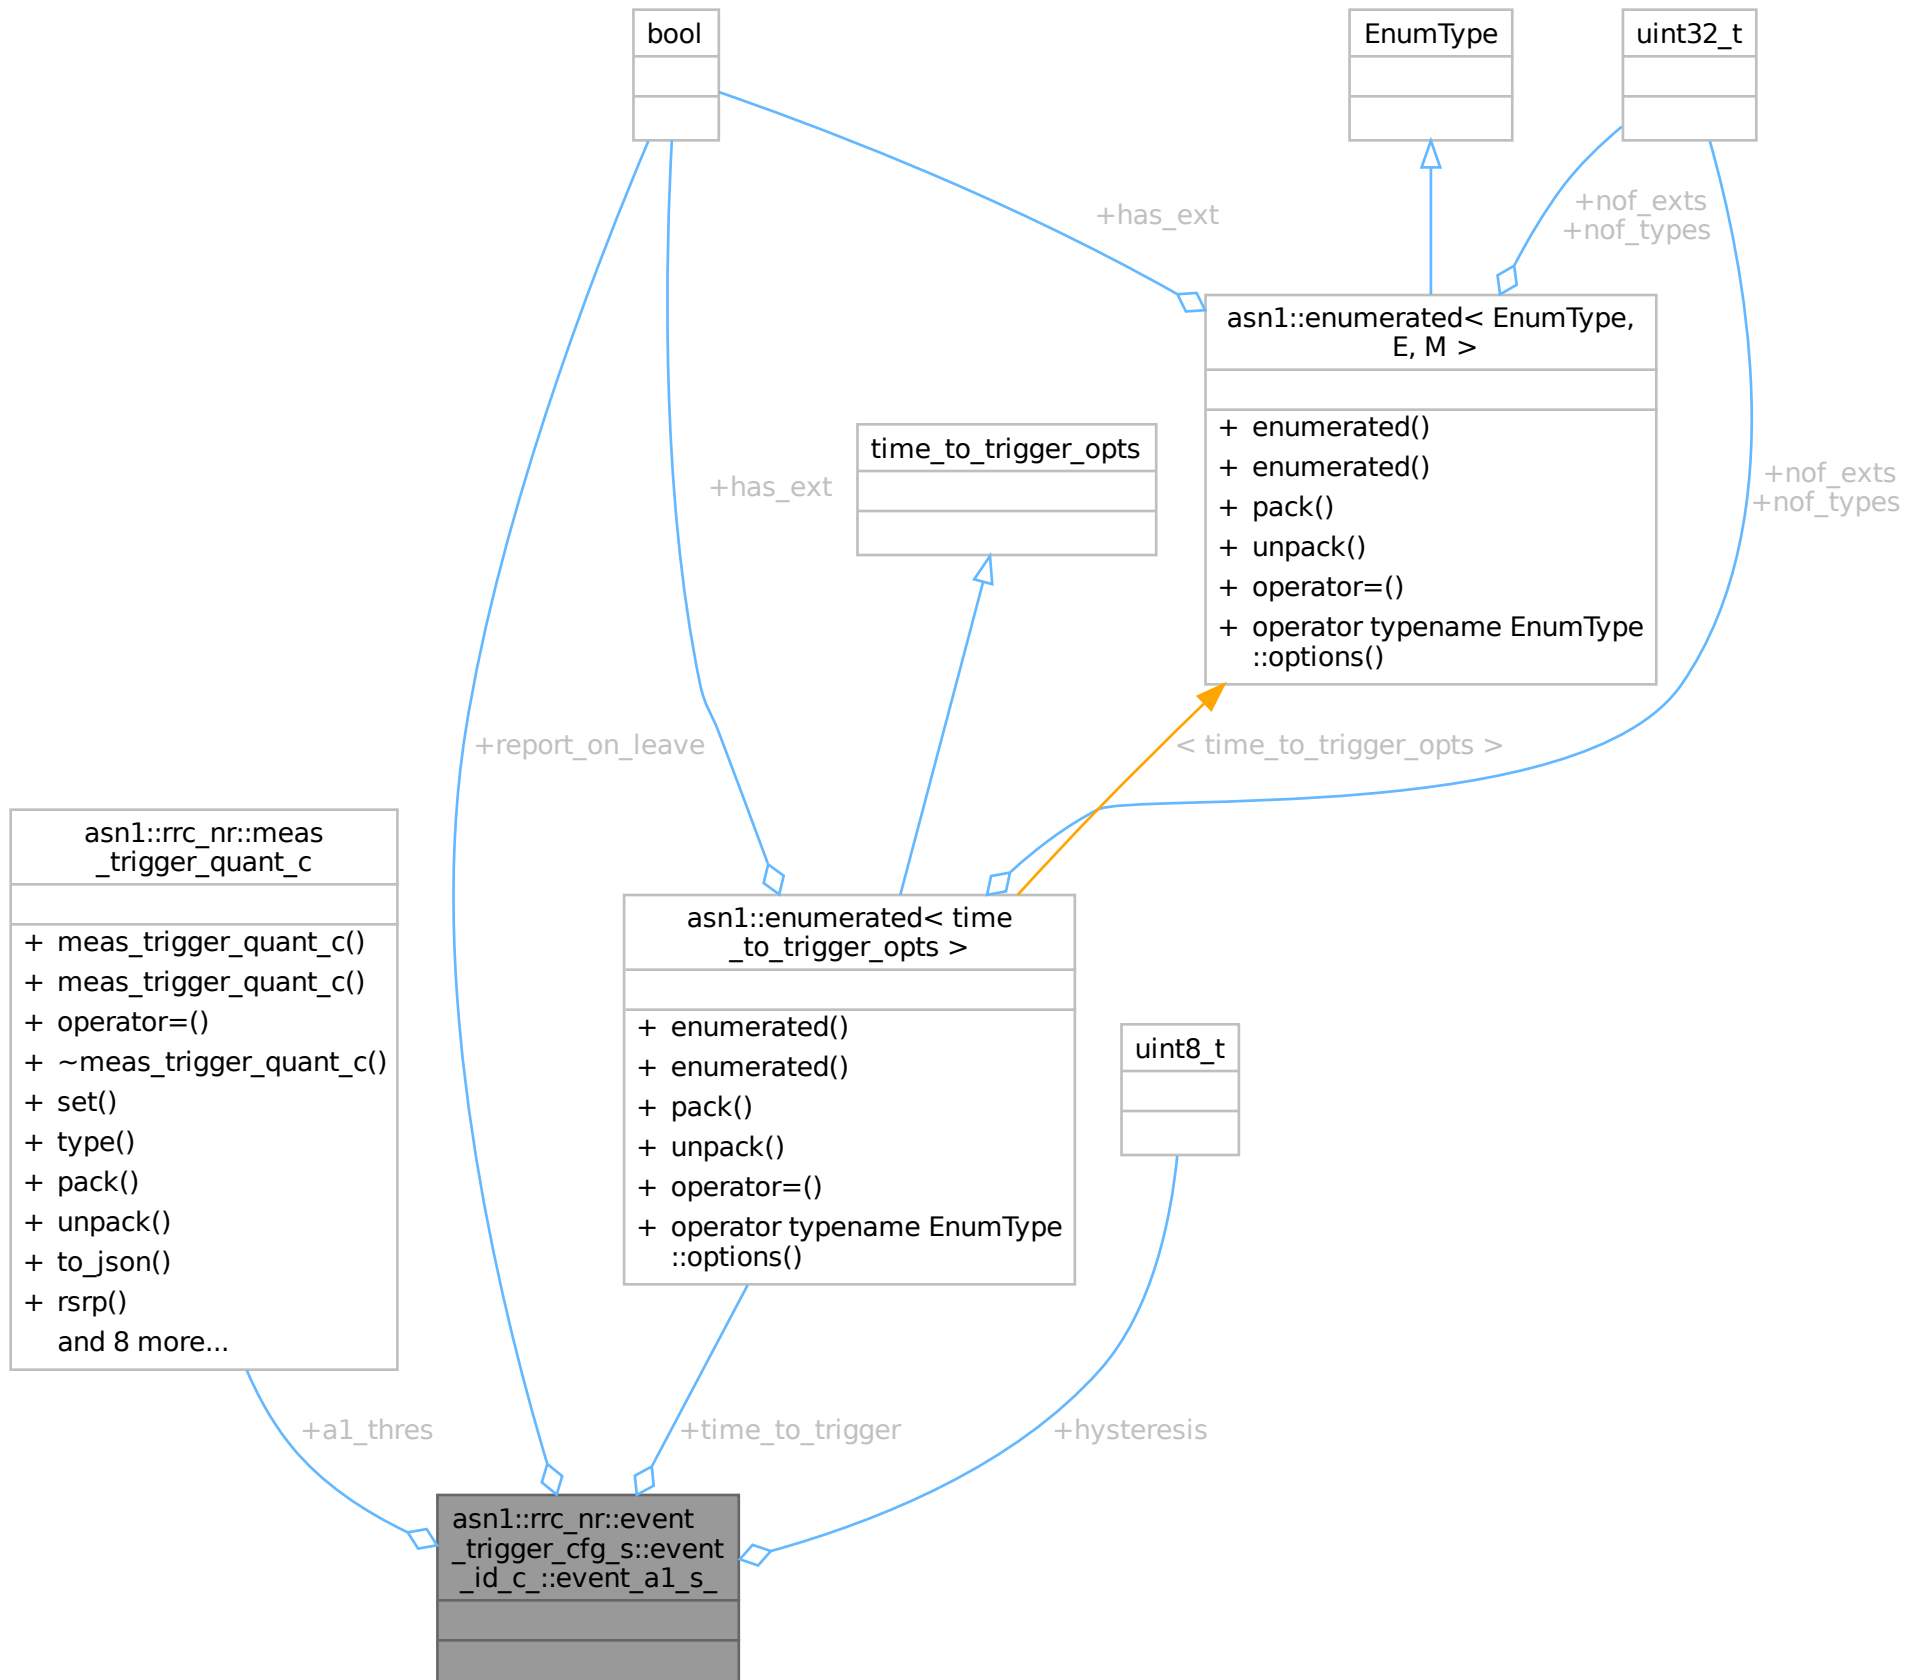 bool
EnumType
uint32_t
+nof_exts
+nof_types
+has_ext
asn1::enumerated< EnumType,
E, M >
+ enumerated()
+ enumerated()
+ pack()
+ unpack()
+ operator=()
+ operator typename EnumType
::options()
time_to_trigger_opts
+has_ext
+nof_exts
+nof_types
+report_on_leave
< time_to_trigger_opts >
asn1::rrc_nr::meas
_trigger_quant_c
+ meas_trigger_quant_c()
+ meas_trigger_quant_c()
+ operator=()
+ ~meas_trigger_quant_c()
+ set()
+ type()
+ pack()
+ unpack()
+ to_json()
+ rsrp()
and 8 more...
asn1::enumerated< time
_to_trigger_opts >
+ enumerated()
+ enumerated()
+ pack()
+ unpack()
+ operator=()
+ operator typename EnumType
::options()
uint8_t
+a1_thres
+time_to_trigger
+hysteresis
asn1::rrc_nr::event
_trigger_cfg_s::event
_id_c_::event_a1_s_